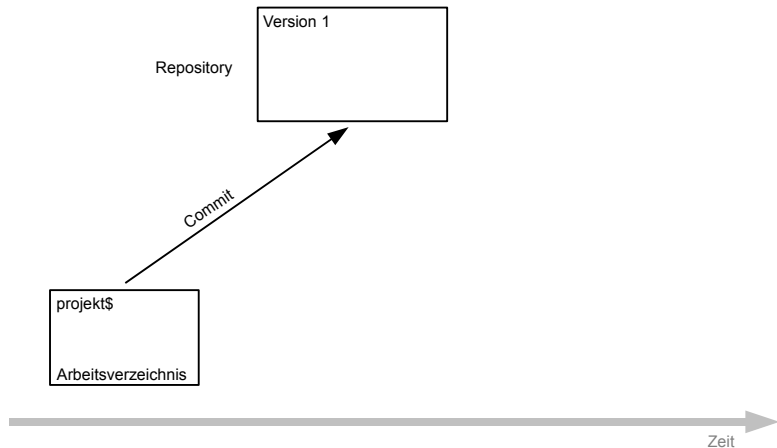 Version 1
Repository
Commit
projekt$
Arbeitsverzeichnis
Zeit